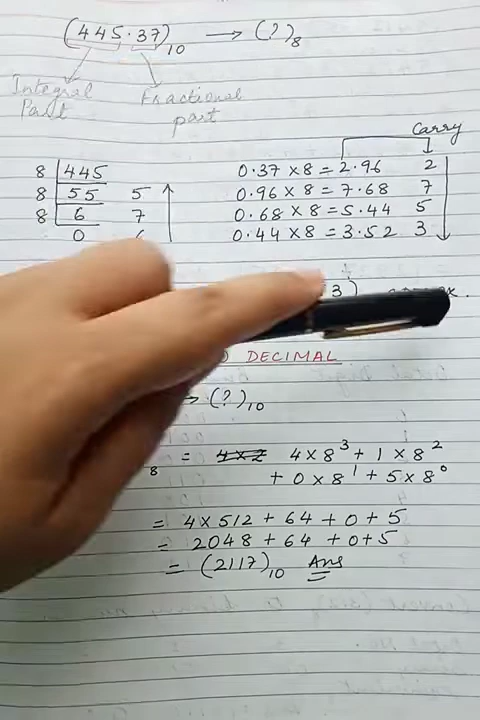 (445.37)10 → (?)8
Integral Part
Fractional part
8 445
8 55 5
8 6 7
0 6
Carry
0.37 × 8 = 2.96 2
0.96 × 8 = 7.68 7
0.68 × 8 = 5.44 5
0.44 × 8 = 3.52 3
3)
DECIMAL
→ (?)10
8 = 4 × 8³ + 1 × 8²
+ 0 × 8¹ + 5 × 8⁰
= 4 × 512 + 64 + 0 + 5
= 2048 + 64 + 0 + 5
= (2117)10 Ans